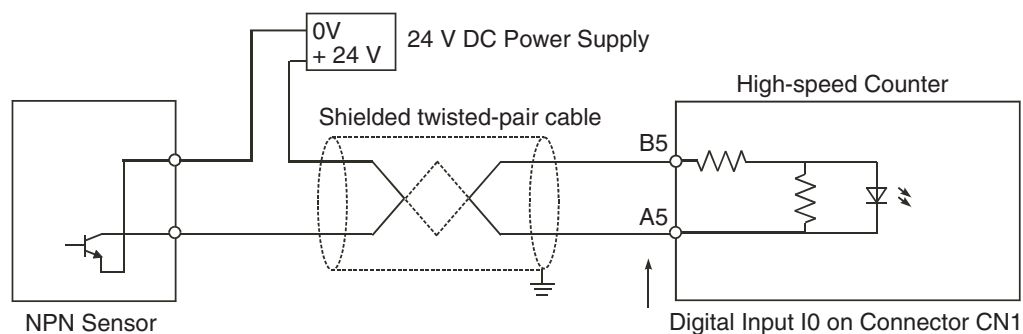 0V
+ 24 V
24 V DC Power Supply
High-speed Counter
Shielded twisted-pair cable
B5
A5
NPN Sensor
Digital Input I0 on Connector CN1